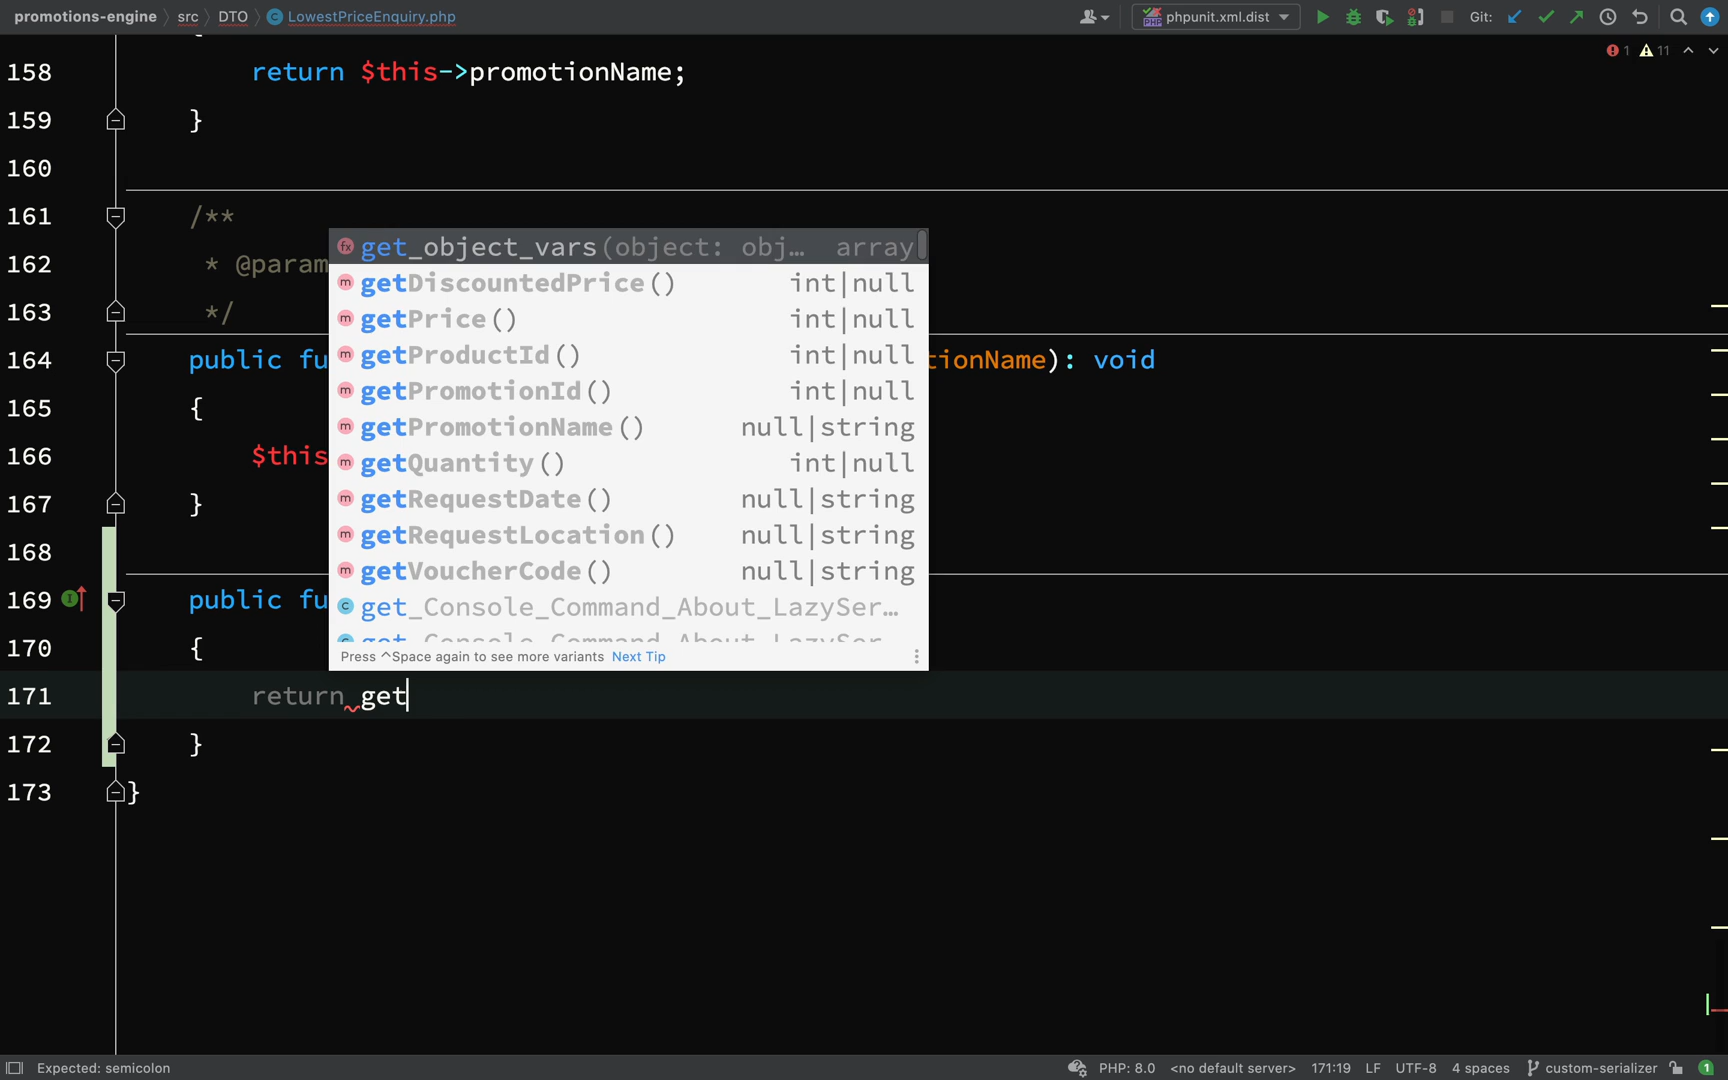 promotions-engine src DTO LowestPriceEnquiry.php phpunit.xml.dist Git:
1 11
158 return $this->promotionName;
159 }
160
161 /**
162 * @param
163 */
164 public fu tionName): void
165 {
166 $this
167 }
168
169 public fu
170 {
171 return get
172 }
173 }
get_object_vars(object: obj… array
getDiscountedPrice() int|null
getPrice() int|null
getProductId() int|null
getPromotionId() int|null
getPromotionName() null|string
getQuantity() int|null
getRequestDate() null|string
getRequestLocation() null|string
getVoucherCode() null|string
get_Console_Command_About_LazySer…
get_Console_Command_About_LazySer…
Press ^Space again to see more variants Next Tip
Expected: semicolon PHP: 8.0 <no default server> 171:19 LF UTF-8 4 spaces custom-serializer 1